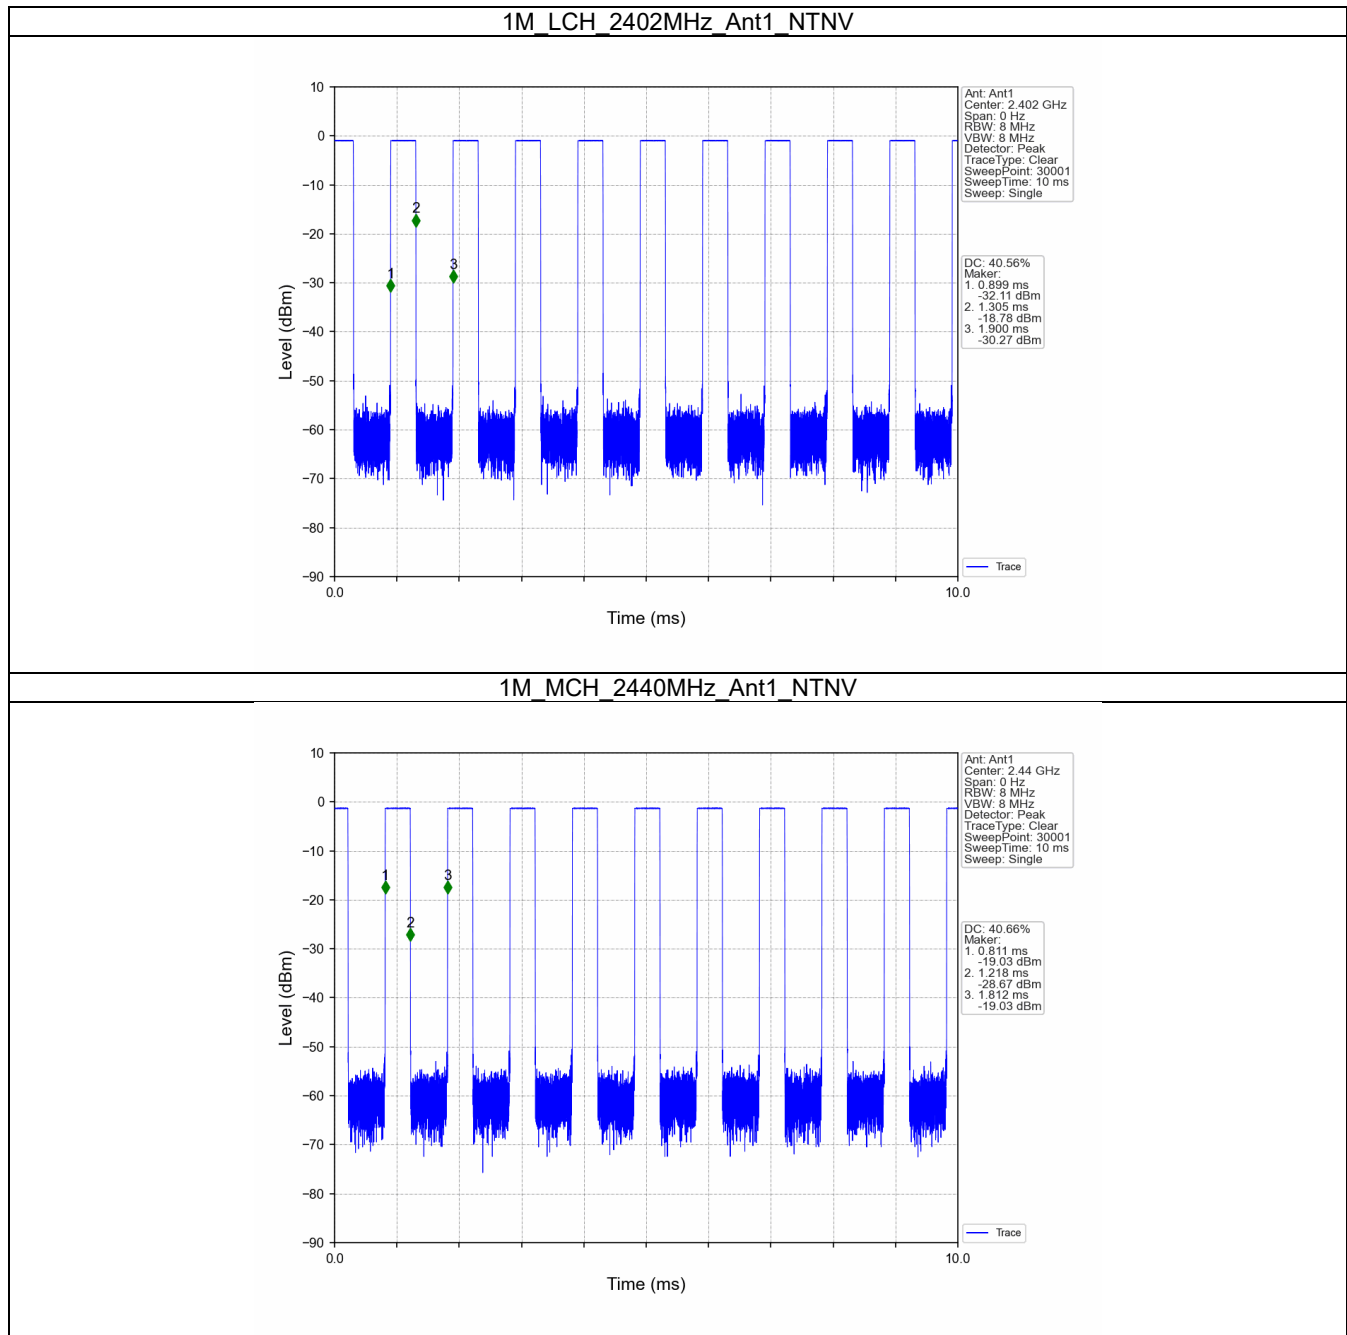 1M_LCH_2402MHz_Ant1_NTNV
10
0
−10
−20
−30
−40
−50
−60
−70
−80
−90
Level (dBm)
1
2
3
0.0
10.0
Time (ms)
Ant: Ant1
Center: 2.402 GHz
Span: 0 Hz
RBW: 8 MHz
VBW: 8 MHz
Detector: Peak
TraceType: Clear
SweepPoint: 30001
SweepTime: 10 ms
Sweep: Single
DC: 40.56%
Maker:
1. 0.899 ms
-32.11 dBm
2. 1.305 ms
-18.78 dBm
3. 1.900 ms
-30.27 dBm
Trace
1M_MCH_2440MHz_Ant1_NTNV
10
0
−10
−20
−30
−40
−50
−60
−70
−80
−90
Level (dBm)
1
2
3
0.0
10.0
Time (ms)
Ant: Ant1
Center: 2.44 GHz
Span: 0 Hz
RBW: 8 MHz
VBW: 8 MHz
Detector: Peak
TraceType: Clear
SweepPoint: 30001
SweepTime: 10 ms
Sweep: Single
DC: 40.66%
Maker:
1. 0.811 ms
-19.03 dBm
2. 1.218 ms
-28.67 dBm
3. 1.812 ms
-19.03 dBm
Trace